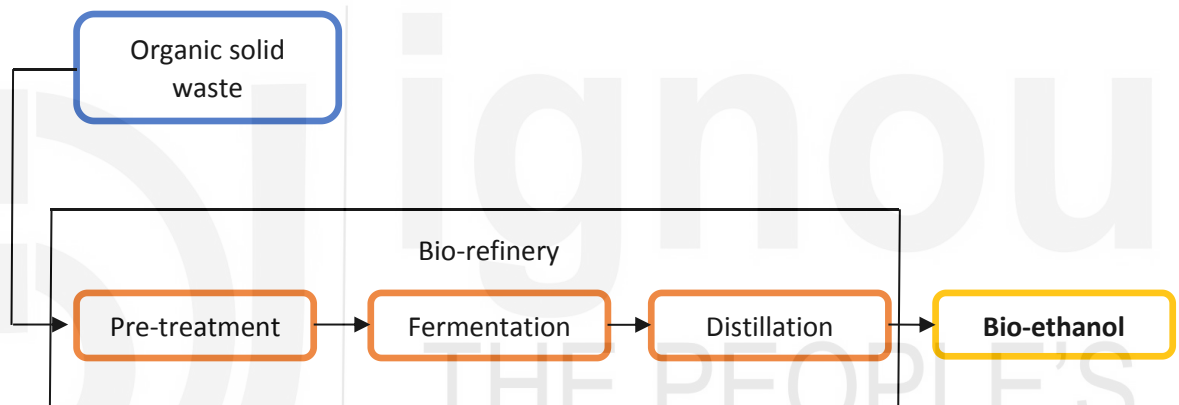 Organic solid
waste
ignou
Bio-refinery
Pre-treatment
Fermentation
Distillation
Bio-ethanol
THE PEOPLE'S